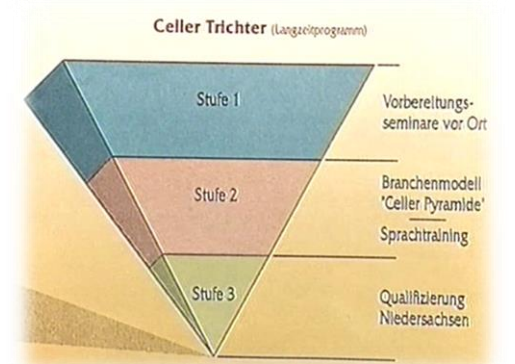 Celler Trichter (Langzeitprogramm)
Stufe 1
Vorbereitungs-
seminare vor Ort
Stufe 2
Branchenmodell
'Celler Pyramide'
Sprachtraining
Stufe 3
Qualifizierung
Niedersachsen